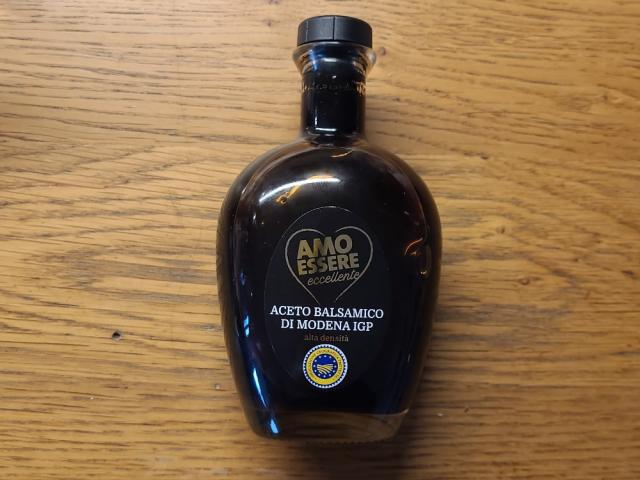 AMO
ESSERE
eccellente
ACETO BALSAMICO
DI MODENA IGP
alta densità